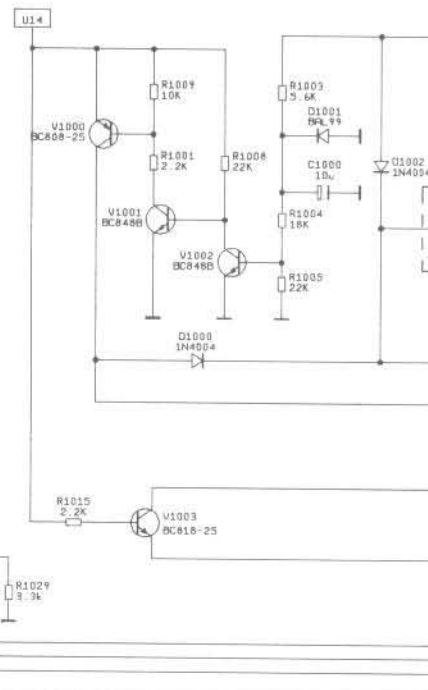 U14
R1009
10K
V1000
BC808-25
R1001
2.2K
R1008
22K
V1001
BC848B
V1002
BC848B
R1003
5.6K
D1001
BAL99
C1000
10u
D1002
1N4004
R1004
18K
R1005
22K
D1000
1N4004
R1015
2.2K
V1003
BC818-25
R1029
3.3k